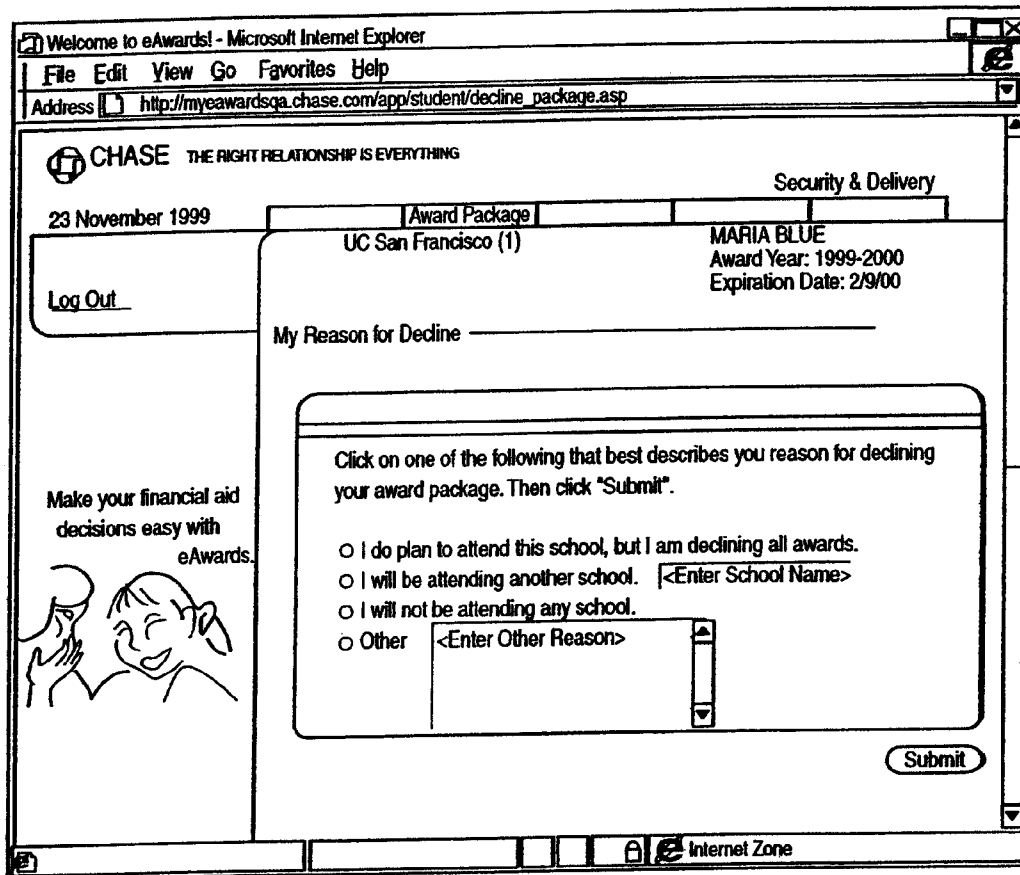 Welcome to eAwards! - Microsoft Internet Explorer
File Edit View Go Favorites Help
Address http://myeawardsqa.chase.com/app/student/decline_package.asp
CHASE THE RIGHT RELATIONSHIP IS EVERYTHING
Security & Delivery
23 November 1999
Award Package
UC San Francisco (1)
MARIA BLUE
Award Year: 1999-2000
Expiration Date: 2/9/00
Log Out
My Reason for Decline
Click on one of the following that best describes you reason for declining
your award package. Then click "Submit".
I do plan to attend this school, but I am declining all awards.
I will be attending another school. <Enter School Name>
I will not be attending any school.
Other <Enter Other Reason>
Submit
Make your financial aid
decisions easy with
eAwards.
Internet Zone